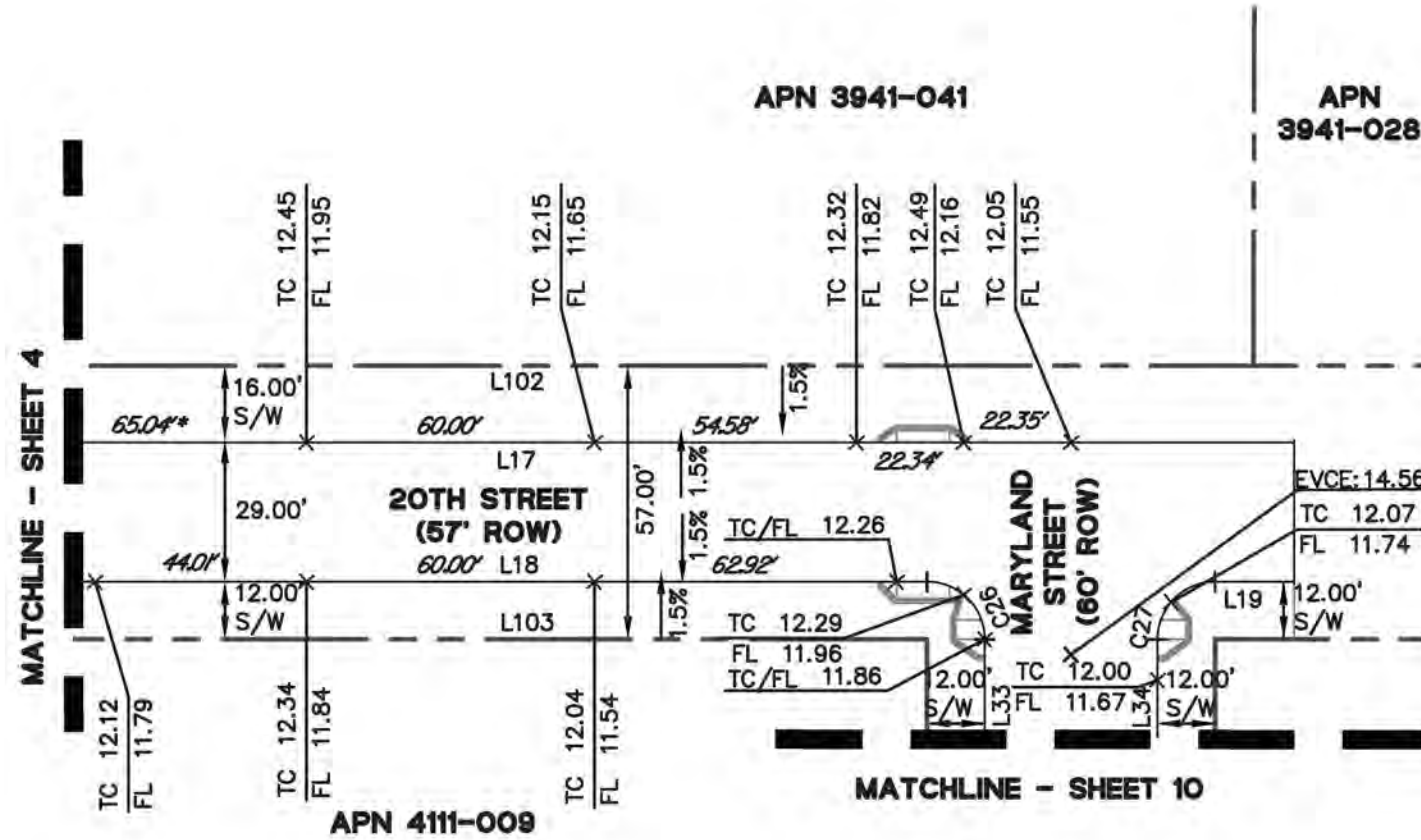 APN 3941-041
APN
3941-028
TC 12.45
FL 11.95
TC 12.15
FL 11.65
TC 12.32
FL 11.82
TC 12.49
FL 12.16
TC 12.05
FL 11.55
MATCHLINE - SHEET 4
16.00'
S/W
L102
1.5%
65.04'*
60.00'
54.58'
22.35'
L17
22.34'
29.00'
20TH STREET
(57' ROW)
57.00'
1.5%
1.5%
MARYLAND
STREET
(60' ROW)
EVCE: 14.56
TC 12.07
FL 11.74
TC/FL 12.26
44.01'
60.00'
L18
62.92'
12.00'
S/W
L103
1.5%
C26
C27
L19
12.00'
S/W
TC 12.29
FL 11.96
TC/FL 11.86
12.00'
S/W
L33
TC 12.00
FL 11.67
L34
12.00'
S/W
TC 12.12
FL 11.79
TC 12.34
FL 11.84
TC 12.04
FL 11.54
MATCHLINE - SHEET 10
APN 4111-009